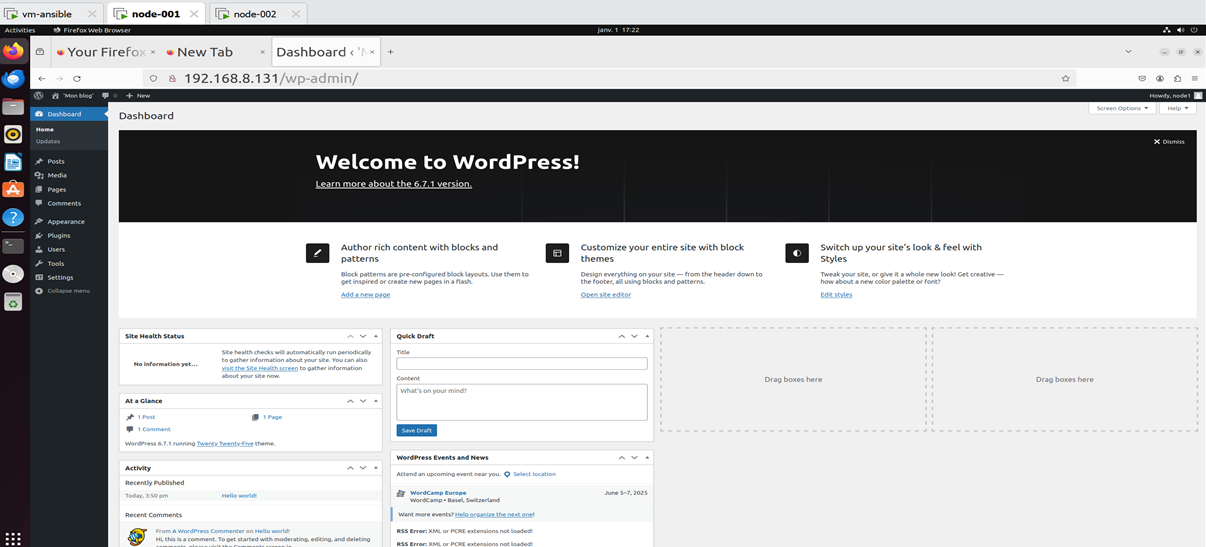 vm-ansible
node-001
node-002
Activities
Firefox Web Browser
janv. 1 17:22
Your Firefox
New Tab
Dashboard ‹ 'M
192.168.8.131/wp-admin/
'Mon blog'
0
New
Howdy, node1
Dashboard
Home
Updates
Posts
Media
Pages
Comments
Appearance
Plugins
Users
Tools
Settings
Collapse menu
Dashboard
Screen Options
Help
Dismiss
Welcome to WordPress!
Learn more about the 6.7.1 version.
Author rich content with blocks and
patterns
Block patterns are pre-configured block layouts. Use them to
get inspired or create new pages in a flash.
Add a new page
Customize your entire site with block
themes
Design everything on your site — from the header down to
the footer, all using blocks and patterns.
Open site editor
Switch up your site's look & feel with
Styles
Tweak your site, or give it a whole new look! Get creative —
how about a new color palette or font?
Edit styles
Site Health Status
No information yet...
Site health checks will automatically run periodically
to gather information about your site. You can also
visit the Site Health screen to gather information
about your site now.
At a Glance
1 Post
1 Page
1 Comment
WordPress 6.7.1 running Twenty Twenty-Five theme.
Activity
Recently Published
Today, 3:50 pm
Hello world!
Recent Comments
From A WordPress Commenter on Hello world!
Hi, this is a comment. To get started with moderating, editing, and deleting
comments, please visit the Comments screen in
Quick Draft
Title
Content
What's on your mind?
Save Draft
WordPress Events and News
Attend an upcoming event near you.
Select location
WordCamp Europe
June 5–7, 2025
WordCamp • Basel, Switzerland
Want more events? Help organize the next one!
RSS Error: XML or PCRE extensions not loaded!
RSS Error: XML or PCRE extensions not loaded!
Drag boxes here
Drag boxes here